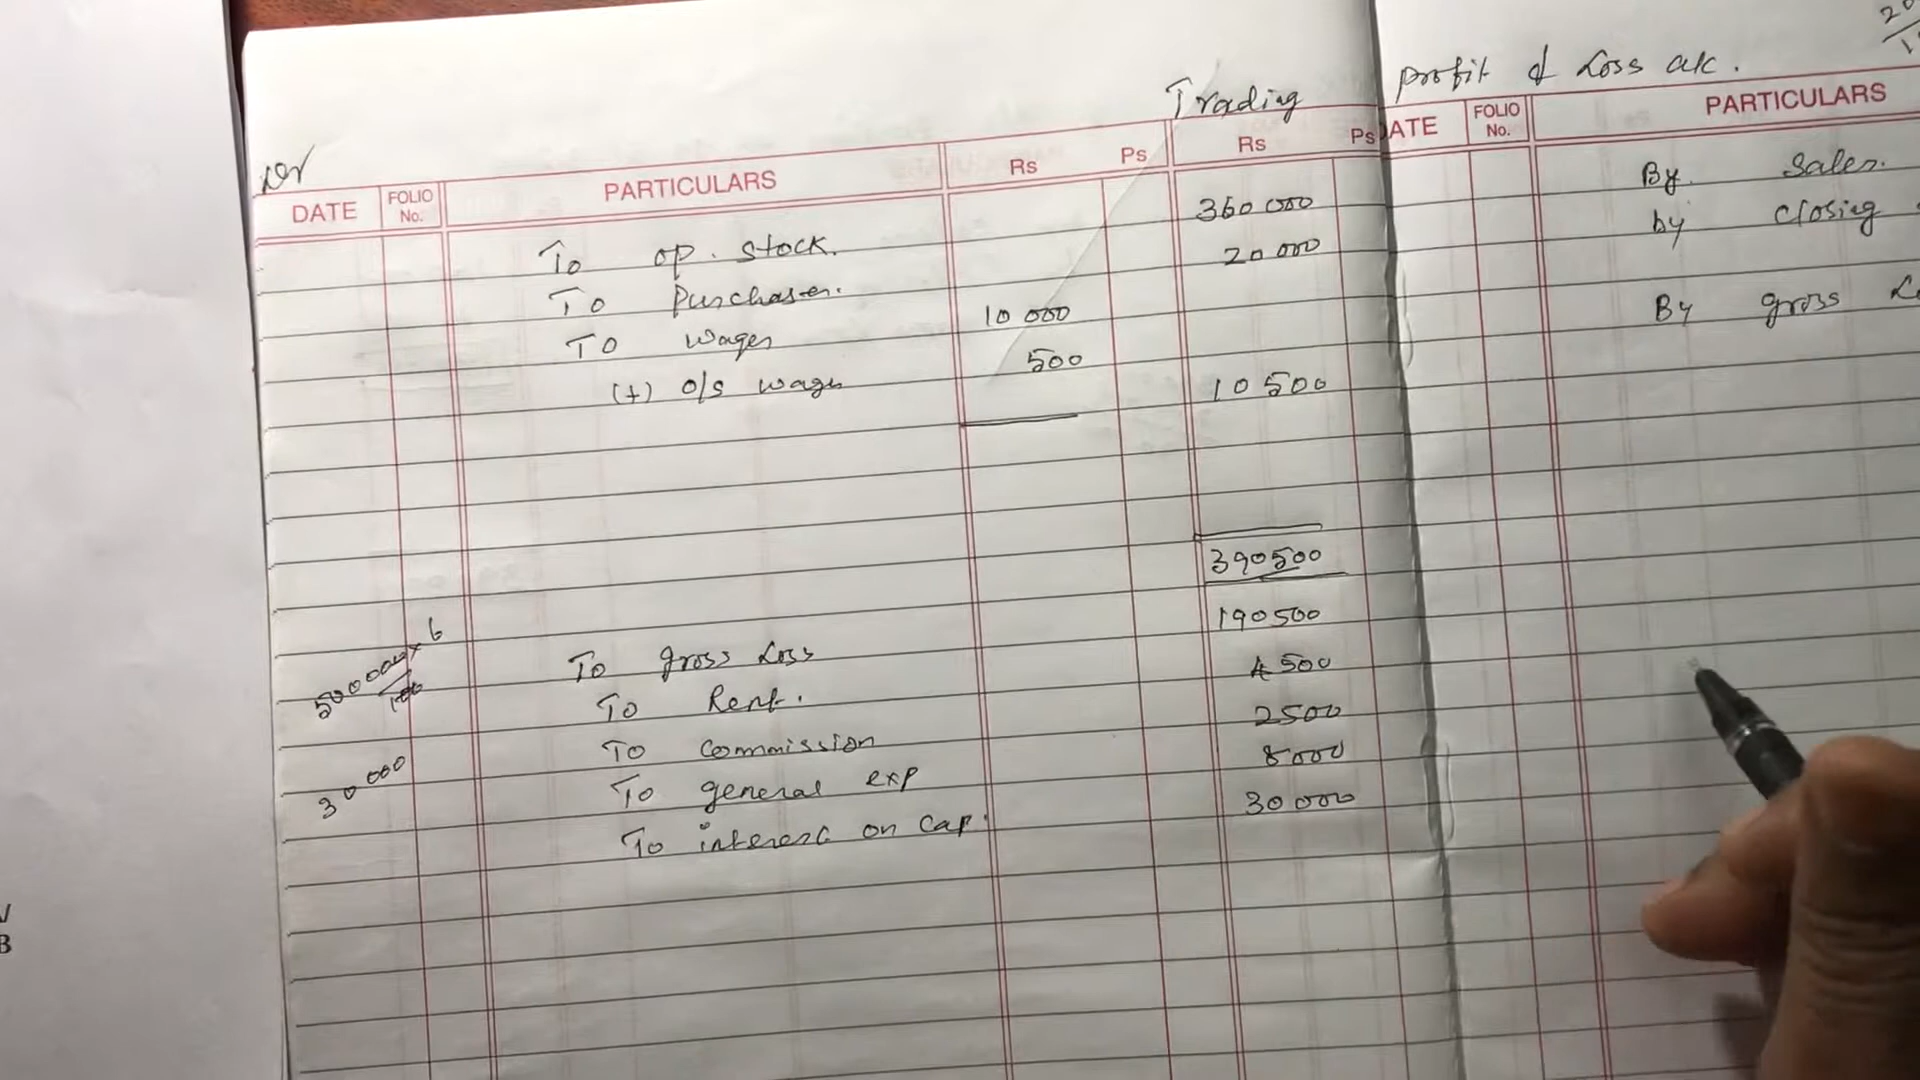 Trading Profit & Loss a/c.
Dr
DATE FOLIO No. PARTICULARS Rs Ps Rs Ps
To op. stock. 360000
To Purchases. 20000
To wages 10000
(+) o/s wages 500 10500
390500
To gross Loss 190500
To Rent. 4500
To Commission 2500
To general exp 8000
To interest on cap. 30000
500000 x 6
100
30000
DATE FOLIO No. PARTICULARS
By Sales.
by closing
By gross